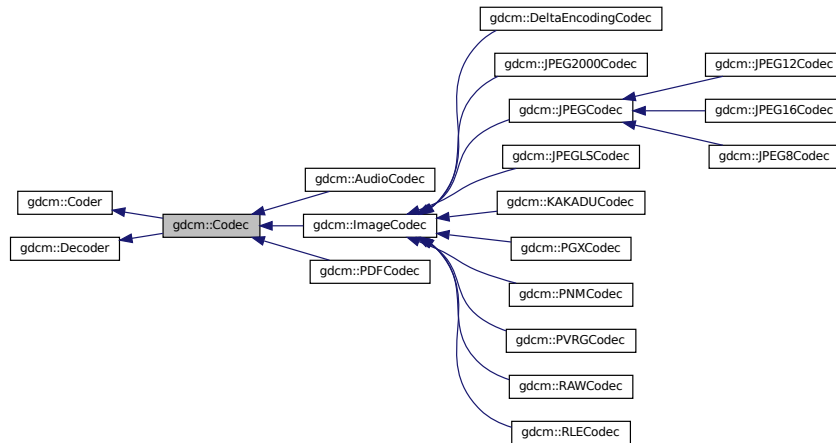 gdcm::Coder
gdcm::Decoder
gdcm::Codec
gdcm::AudioCodec
gdcm::ImageCodec
gdcm::PDFCodec
gdcm::DeltaEncodingCodec
gdcm::JPEG2000Codec
gdcm::JPEGCodec
gdcm::JPEGLSCodec
gdcm::KAKADUCodec
gdcm::PGXCodec
gdcm::PNMCodec
gdcm::PVRGCodec
gdcm::RAWCodec
gdcm::RLECodec
gdcm::JPEG12Codec
gdcm::JPEG16Codec
gdcm::JPEG8Codec